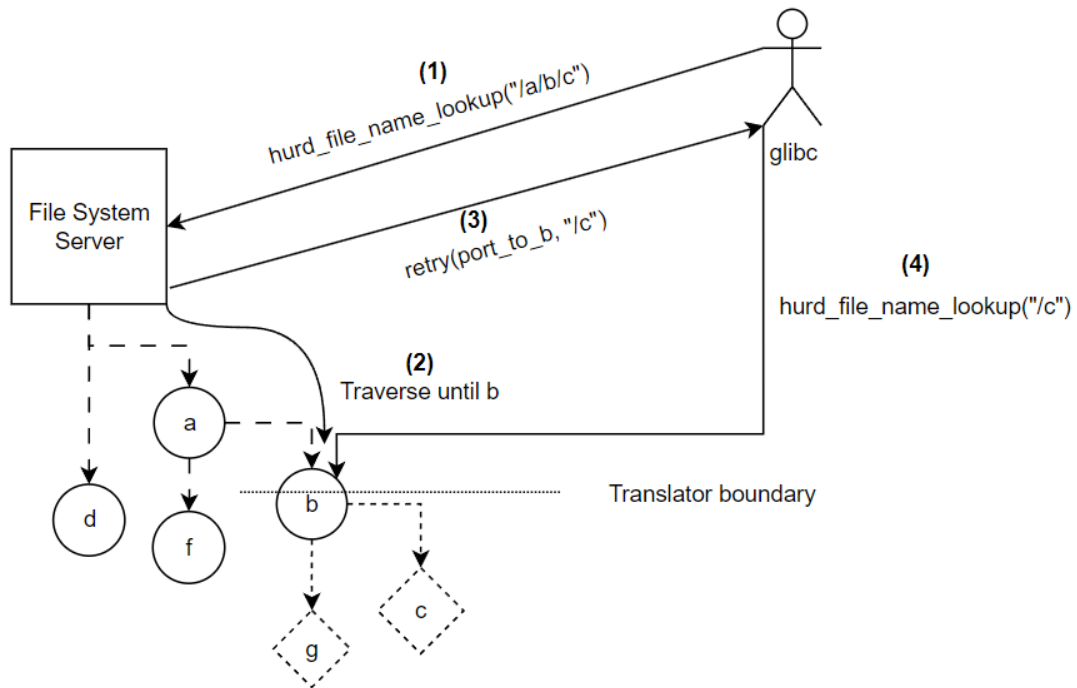 (1)
hurd_file_name_lookup("/a/b/c")
glibc
File System
Server
(3)
retry(port_to_b, "/c")
(4)
hurd_file_name_lookup("/c")
(2)
Traverse until b
a
b
Translator boundary
d
f
c
g